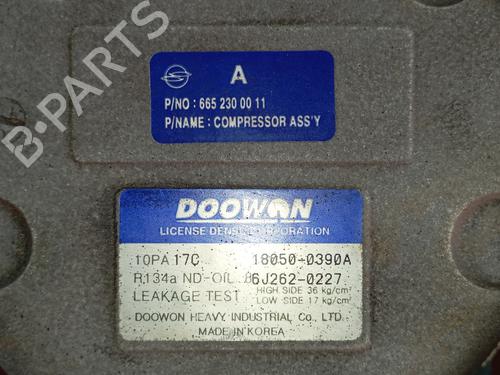 A
P/NO : 665 230 00 11
P/NAME : COMPRESSOR ASS'Y
DOOWON
LICENSE DENSO CORPORATION
10PA 17C 18050-0390A
R134a ND-OIL 8 6J262-0227
LEAKAGE TEST HIGH SIDE 36 kg/cm²
LOW SIDE 17 kg/cm²
DOOWON HEAVY INDUSTRIAL Co., LTD.
MADE IN KOREA